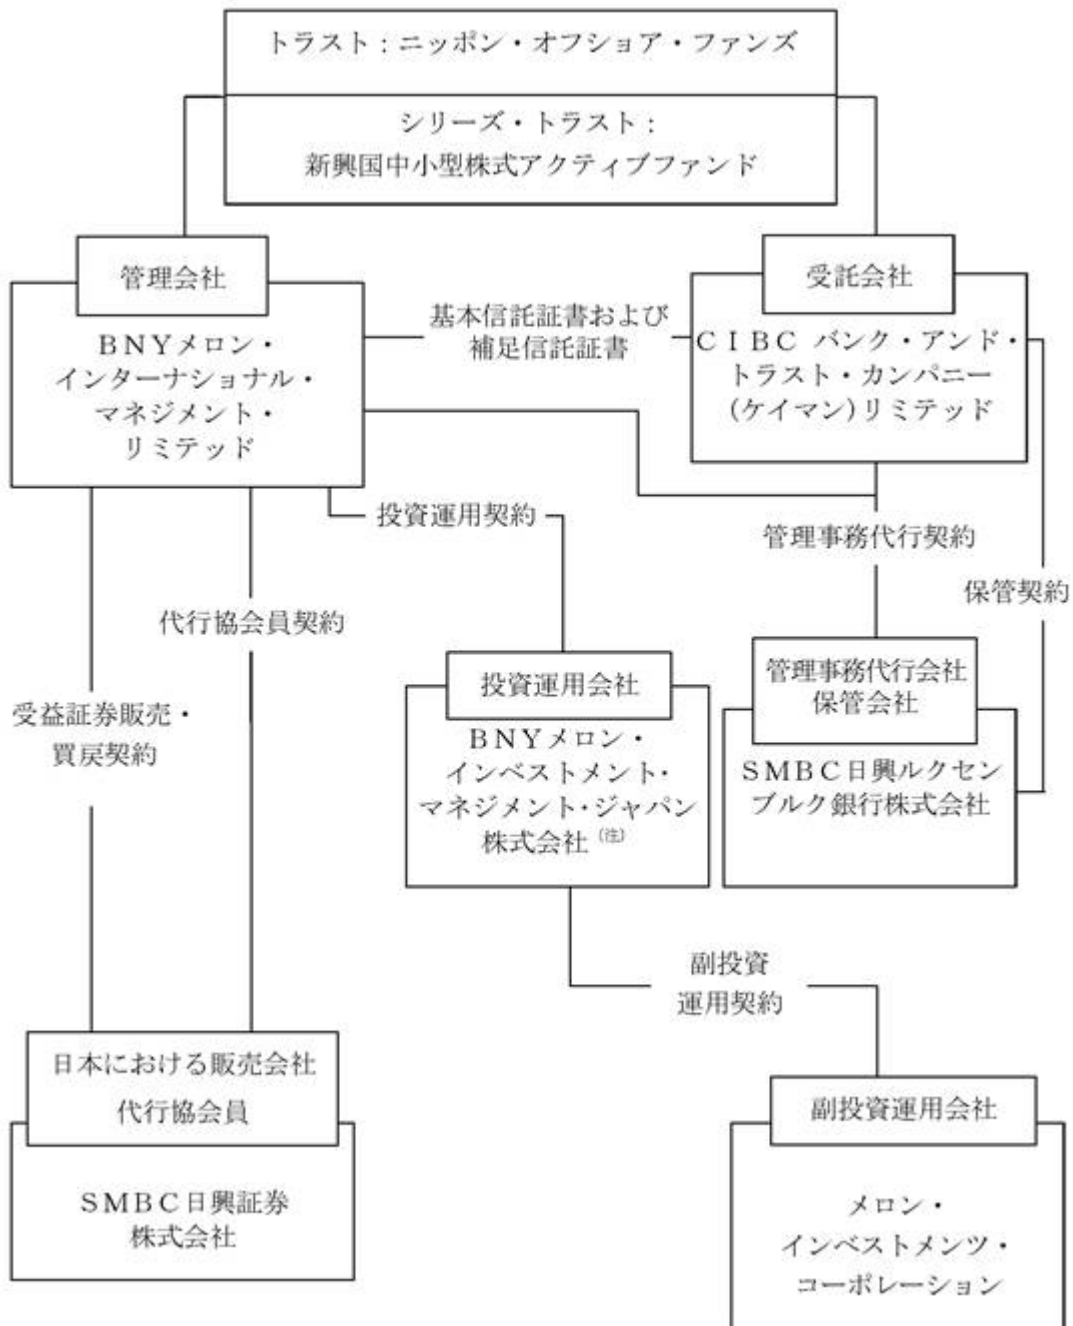 トラスト：ニッポン・オフショア・ファンズ
シリーズ・トラスト：
新興国中小型株式アクティブファンド
管理会社
ＢＮＹメロン・
インターナショナル・
マネジメント・
リミテッド
基本信託証書および
補足信託証書
受託会社
ＣＩＢＣ バンク・アンド・
トラスト・カンパニー
（ケイマン）リミテッド
投資運用契約
管理事務代行契約
保管契約
代行協会員契約
受益証券販売・
買戻契約
投資運用会社
ＢＮＹメロン・
インベストメント・
マネジメント・ジャパン
株式会社（注）
管理事務代行会社
保管会社
ＳＭＢＣ日興ルクセン
ブルク銀行株式会社
副投資
運用契約
日本における販売会社
代行協会員
ＳＭＢＣ日興証券
株式会社
副投資運用会社
メロン・
インベストメンツ・
コーポレーション